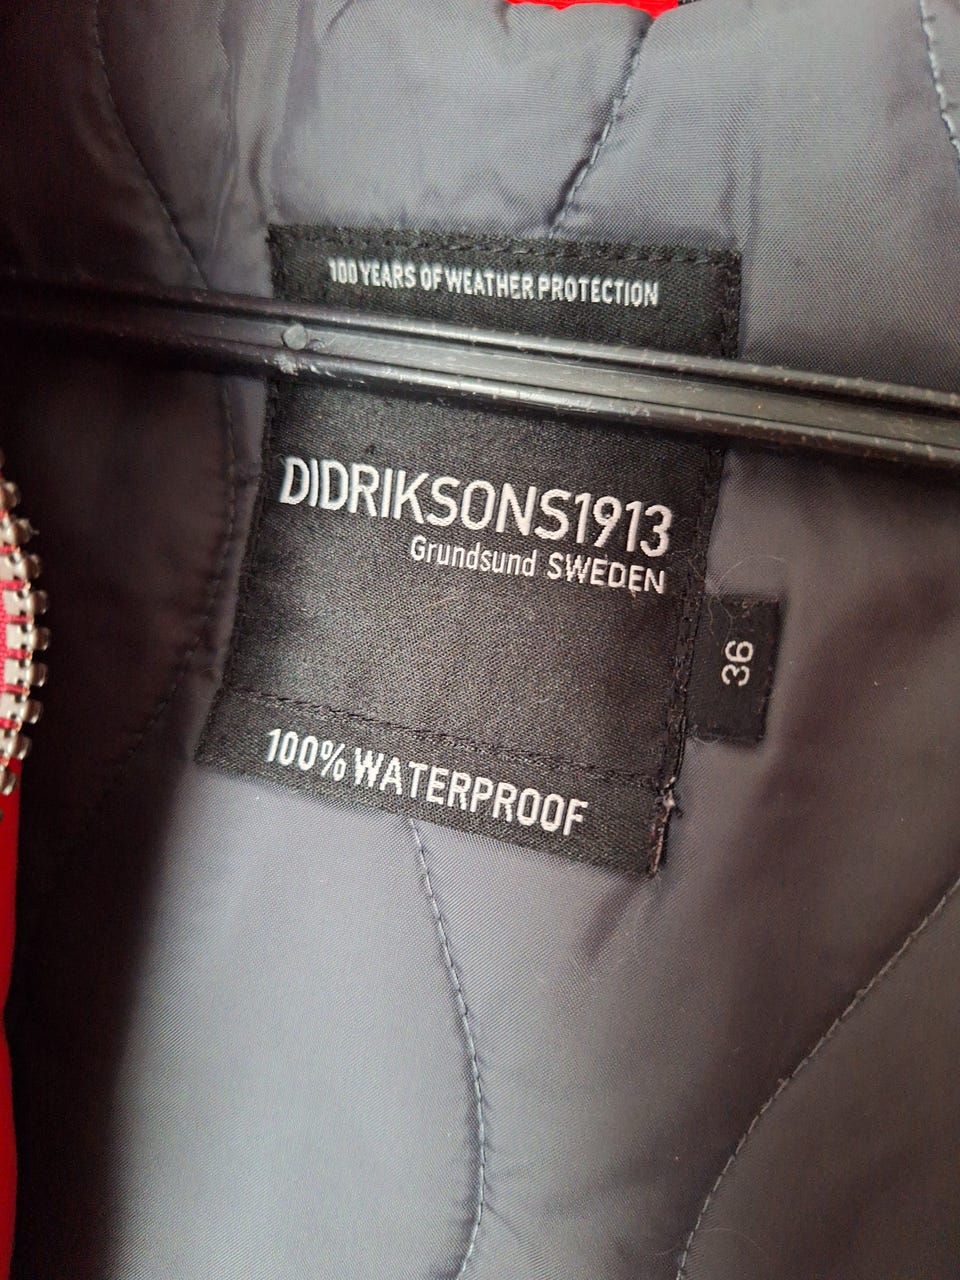 100 YEARS OF WEATHER PROTECTION
DIDRIKSONS1913
Grundsund SWEDEN
36
100% WATERPROOF